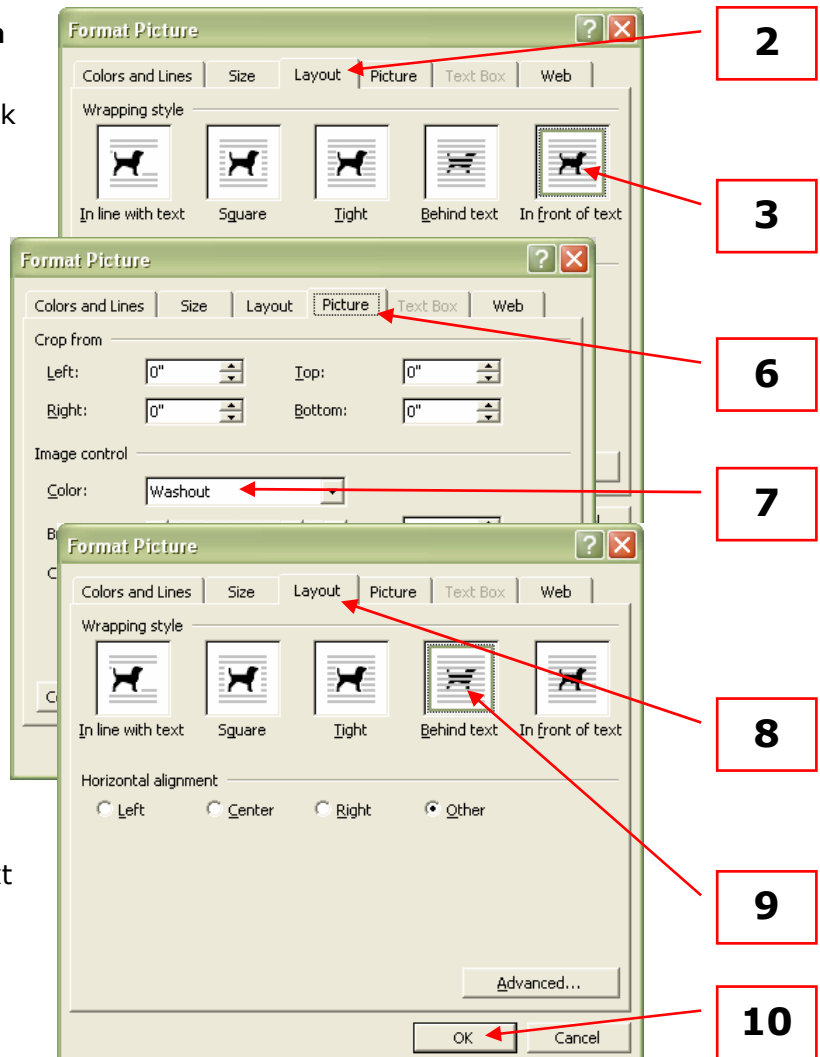 Format Picture
2
Colors and Lines Size Layout Picture Text Box Web
Wrapping style
In line with text Square Tight Behind text In front of text
3
Format Picture
Colors and Lines Size Layout Picture Text Box Web
Crop from
Left: 0" Top: 0"
Right: 0" Bottom: 0"
6
Image control
Color: Washout
7
Format Picture
Colors and Lines Size Layout Picture Text Box Web
Wrapping style
In line with text Square Tight Behind text In front of text
8
Horizontal alignment
Left Center Right Other
9
Advanced...
10
OK Cancel